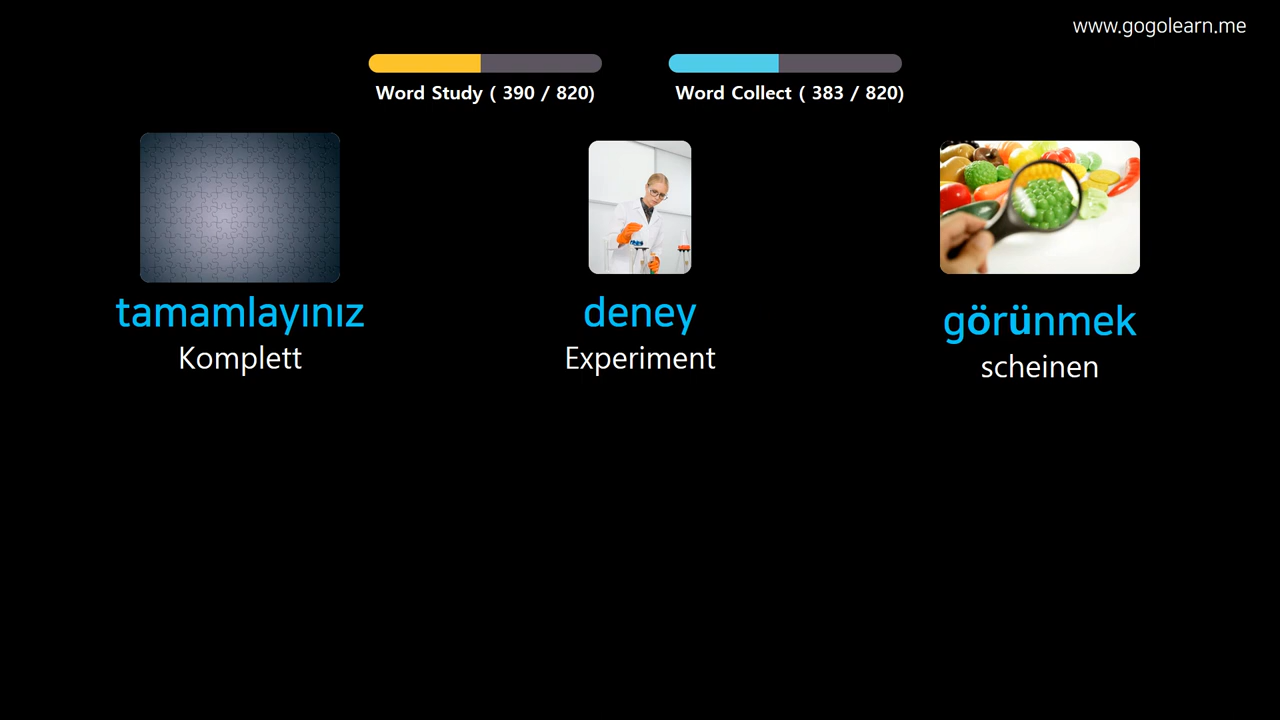 www.gogolearn.me
Word Study ( 390 / 820)
Word Collect ( 383 / 820)
tamamlayınız
Komplett
deney
Experiment
görünmek
scheinen